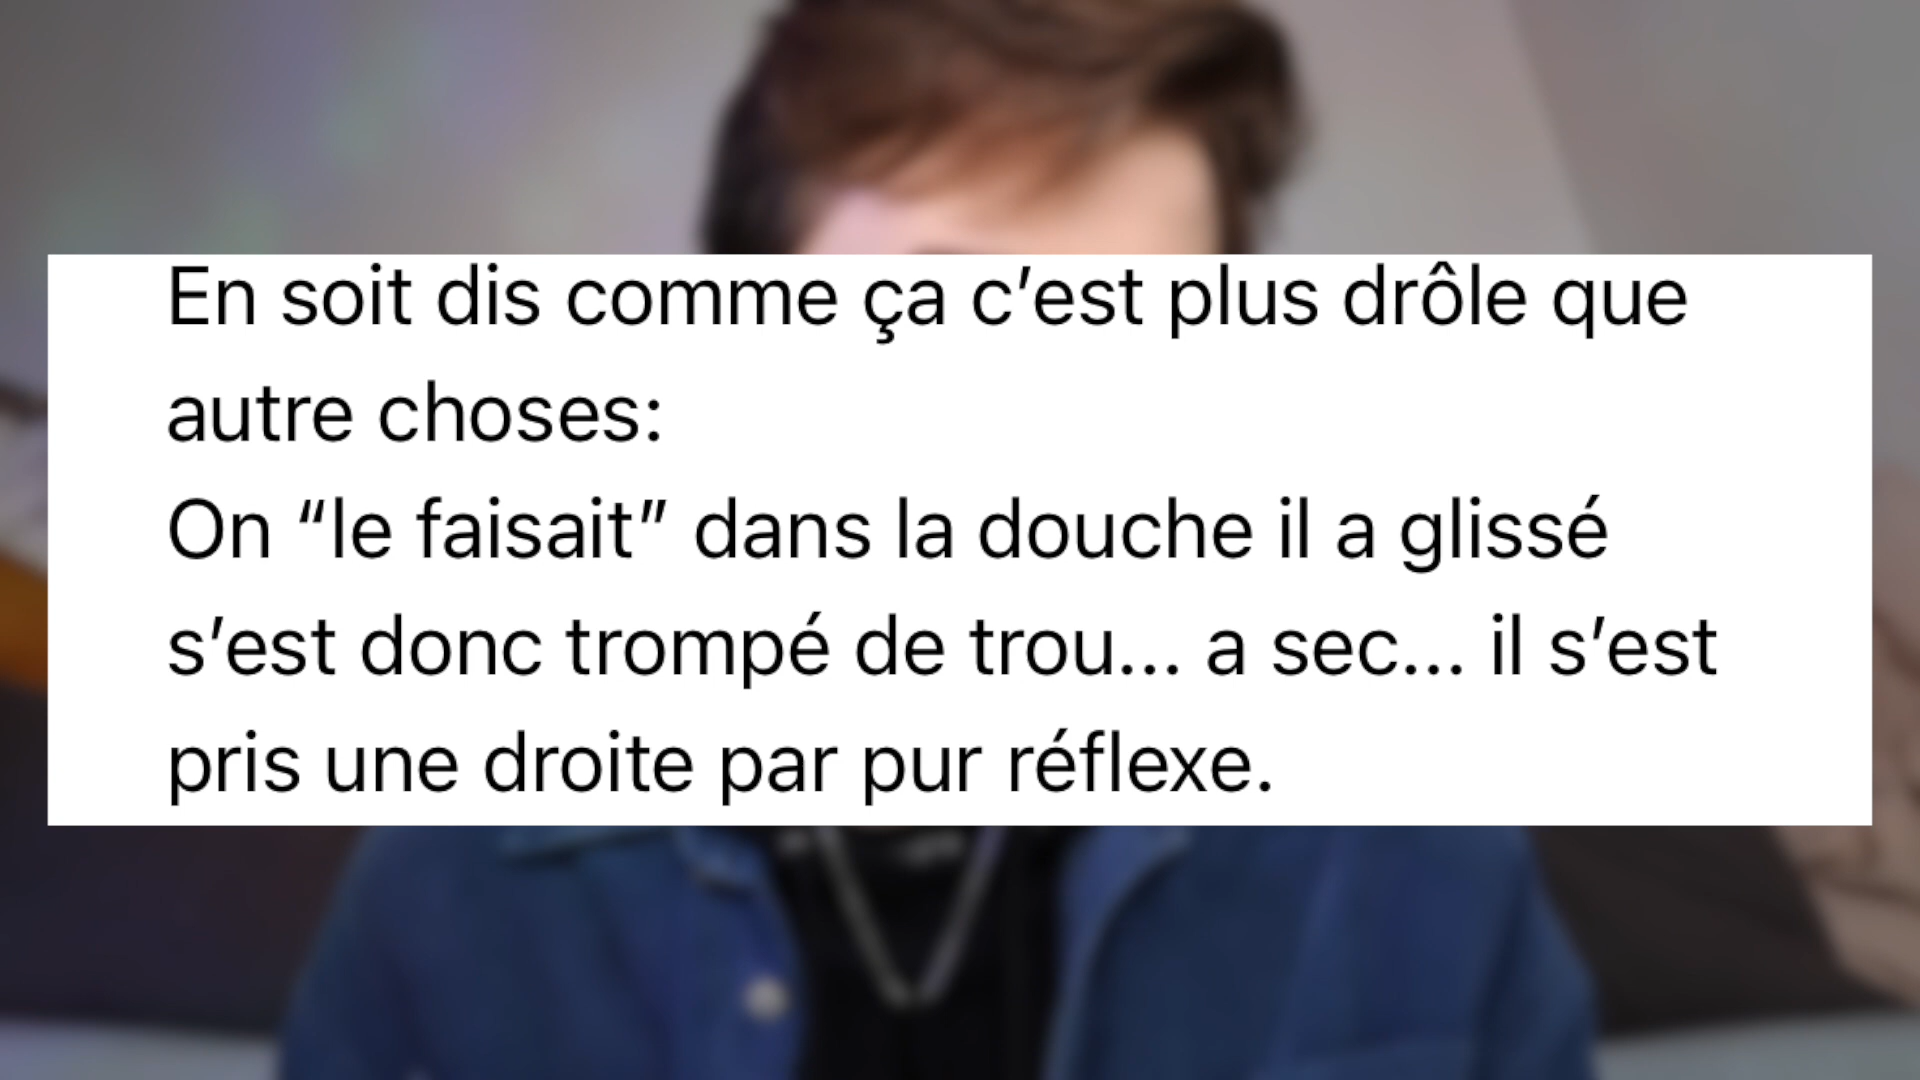 En soit dis comme ça c’est plus drôle que
autre choses:
On “le faisait” dans la douche il a glissé
s’est donc trompé de trou... a sec... il s’est
pris une droite par pur réflexe.